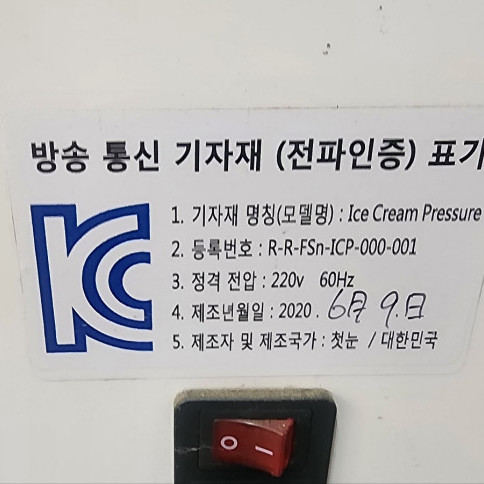 방송 통신 기자재 (전파인증) 표기
KC
1. 기자재 명칭(모델명) : Ice Cream Pressure
2. 등록번호 : R-R-FSn-ICP-000-001
3. 정격 전압 : 220v 60Hz
4. 제조년월일 : 2020 . 6月 9.日
5. 제조자 및 제조국가 : 첫눈 / 대한민국